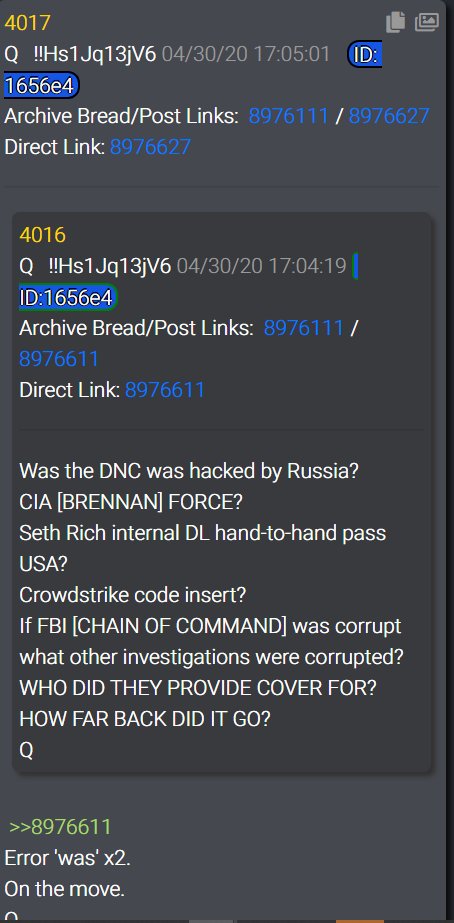 4017
Q !!Hs1Jq13jV6 04/30/20 17:05:01 ID:
1656e4
Archive Bread/Post Links: 8976111 / 8976627
Direct Link: 8976627
4016
Q !!Hs1Jq13jV6 04/30/20 17:04:19
ID:1656e4
Archive Bread/Post Links: 8976111 /
8976611
Direct Link: 8976611
Was the DNC was hacked by Russia?
CIA [BRENNAN] FORCE?
Seth Rich internal DL hand-to-hand pass
USA?
Crowdstrike code insert?
If FBI [CHAIN OF COMMAND] was corrupt
what other investigations were corrupted?
WHO DID THEY PROVIDE COVER FOR?
HOW FAR BACK DID IT GO?
Q
>>8976611
Error 'was' x2.
On the move.